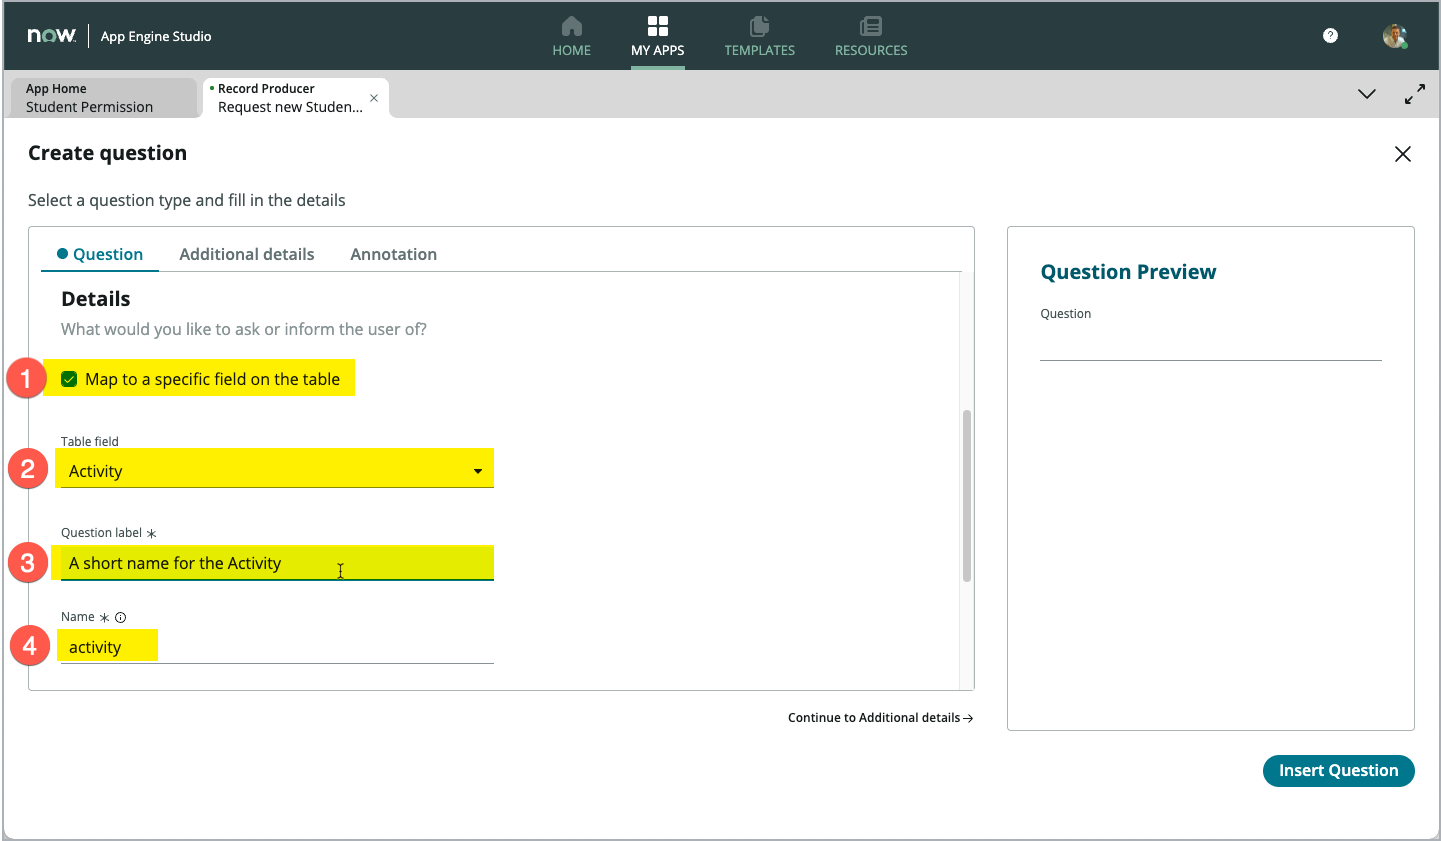 now. App Engine Studio
HOME
MY APPS
TEMPLATES
RESOURCES
?
App Home
Student Permission
Record Producer
Request new Studen...
Create question
Select a question type and fill in the details
Question
Additional details
Annotation
Details
What would you like to ask or inform the user of?
1
Map to a specific field on the table
Table field
2
Activity
Question label *
3
A short name for the Activity
Name *
4
activity
Continue to Additional details →
Question Preview
Question
Insert Question